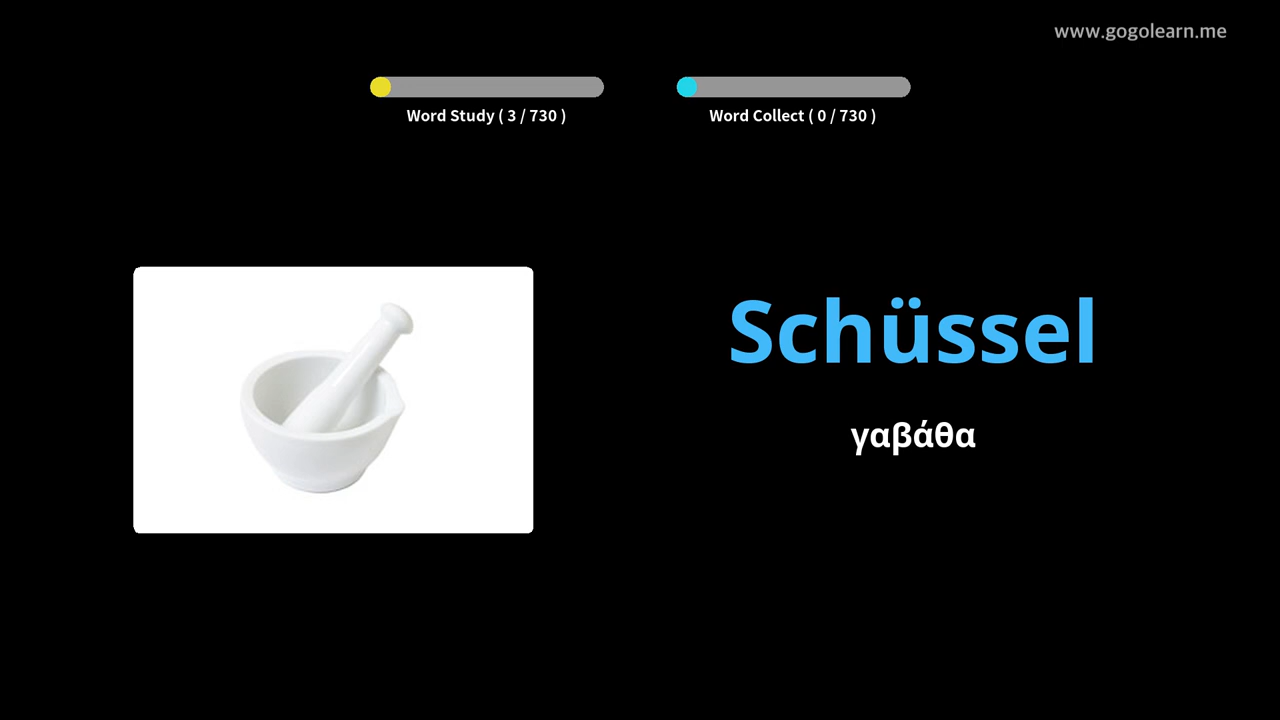 www.gogolearn.me
Word Study ( 3 / 730 )
Word Collect ( 0 / 730 )
Schüssel
γαβάθα